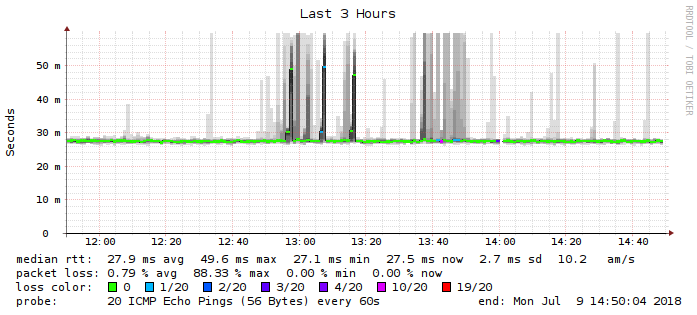 Last 3 Hours
RRDTOOL / TOBI OETIKER
Seconds
50 m
40 m
30 m
20 m
10 m
0
12:00 12:20 12:40 13:00 13:20 13:40 14:00 14:20 14:40
median rtt: 27.9 ms avg 49.6 ms max 27.1 ms min 27.5 ms now 2.7 ms sd 10.2 am/s
packet loss: 0.79 % avg 88.33 % max 0.00 % min 0.00 % now
loss color: 0 1/20 2/20 3/20 4/20 10/20 19/20
probe: 20 ICMP Echo Pings (56 Bytes) every 60s end: Mon Jul 9 14:50:04 2018